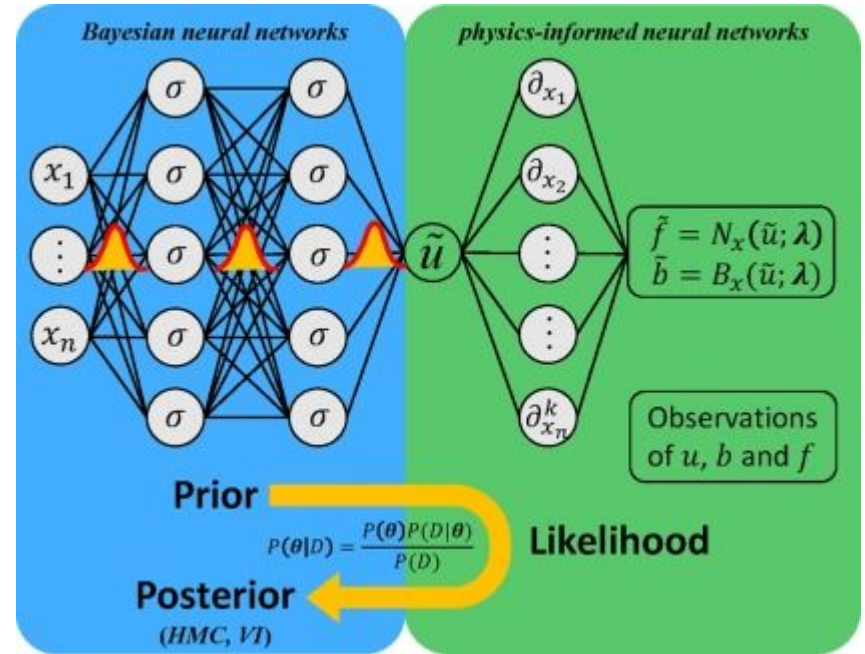 Bayesian neural networks
physics-informed neural networks
x₁
⋮
xₙ
σ
σ
σ
σ
σ
σ
σ
σ
σ
σ
ũ
∂ₓ₁
∂ₓ₂
⋮
⋮
∂ᵏₓₙ
f̃ = Nₓ(ũ; λ)
b̃ = Bₓ(ũ; λ)
Observations
of u, b and f
Prior
P(θ|D) = P(θ)P(D|θ) / P(D)
Likelihood
Posterior
(HMC, VI)